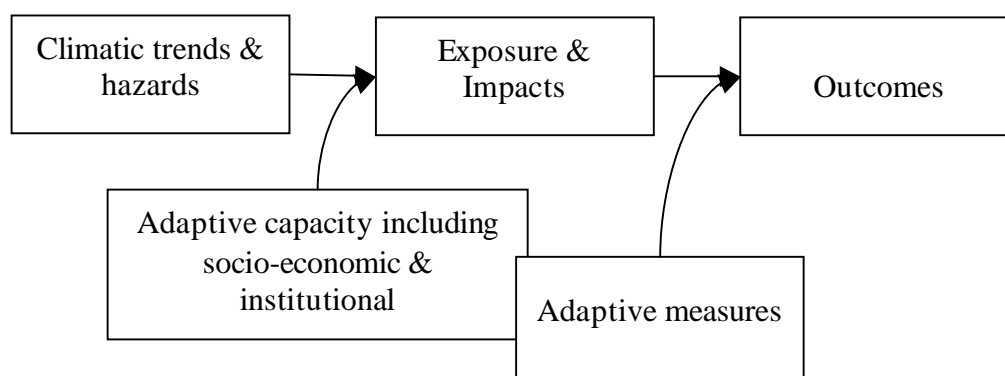 Climatic trends &
hazards
Exposure &
Impacts
Outcomes
Adaptive capacity including
socio-economic &
institutional
Adaptive measures